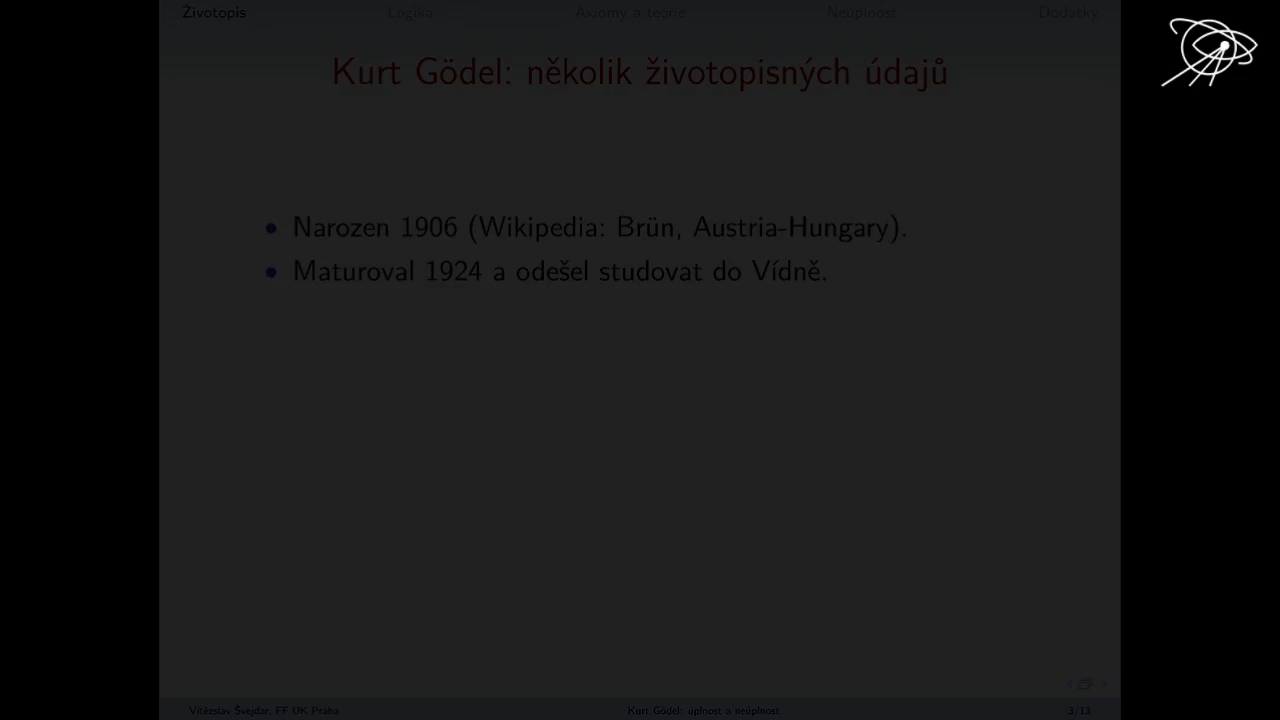 Životopis Logika Axiomy a teorie Neúplnost Dodatky
Kurt Gödel: několik životopisných údajů
• Narozen 1906 (Wikipedia: Brün, Austria-Hungary).
• Maturoval 1924 a odešel studovat do Vídně.
Vítězslav Švejdar, FF UK Praha Kurt Gödel: úplnost a neúplnost 3/13